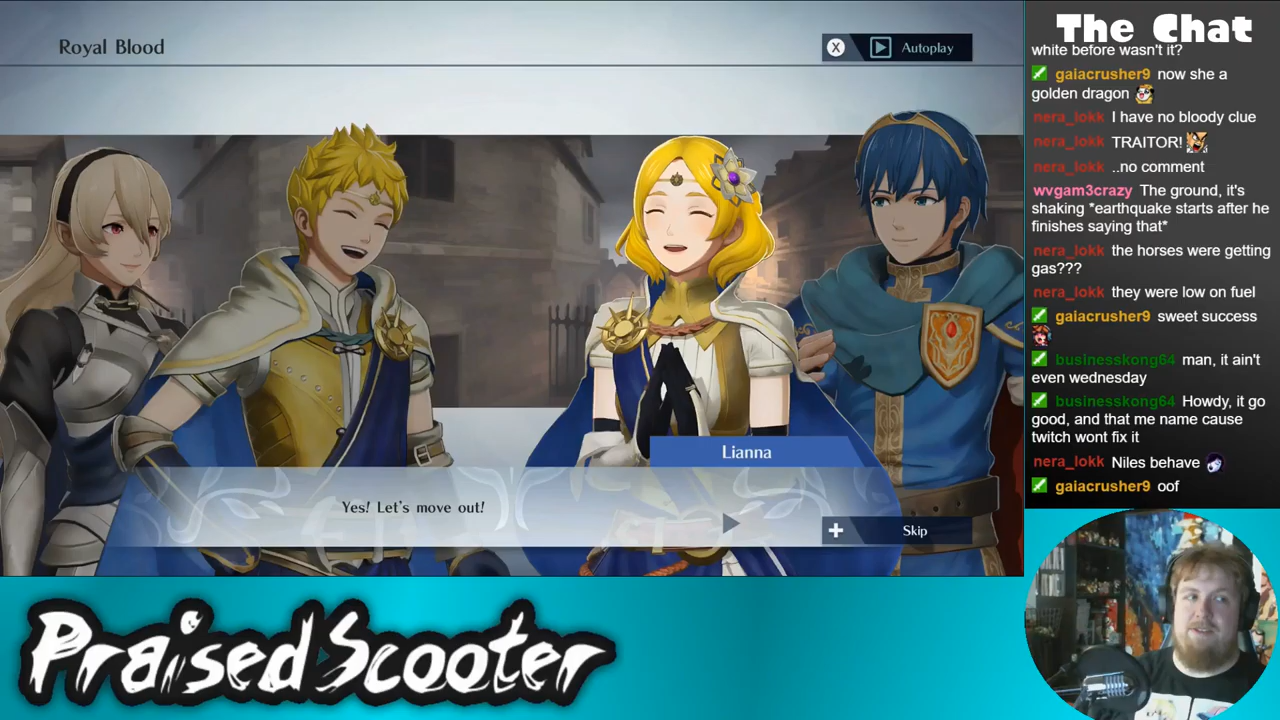 Royal Blood
X
Autoplay
Lianna
Yes! Let's move out!
Skip
The Chat
white before wasn't it?
gaiacrusher9 now she a
golden dragon
nera_lokk I have no bloody clue
nera_lokk TRAITOR!
nera_lokk ..no comment
wvgam3crazy The ground, it's
shaking *earthquake starts after he
finishes saying that*
nera_lokk the horses were getting
gas???
nera_lokk they were low on fuel
gaiacrusher9 sweet success
businesskong64 man, it ain't
even wednesday
businesskong64 Howdy, it go
good, and that me name cause
twitch wont fix it
nera_lokk Niles behave
gaiacrusher9 oof
PraisedScooter